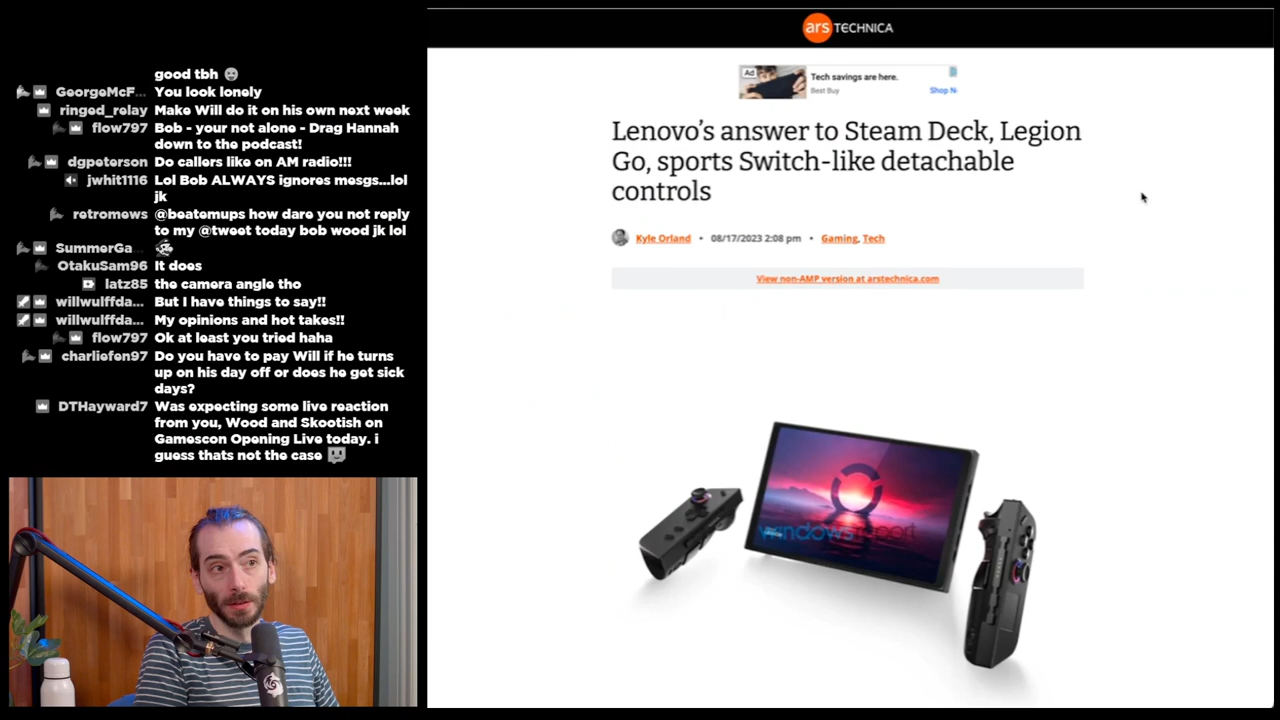 good tbh
GeorgeMcF... You look lonely
ringed_relay Make Will do it on his own next week
flow797 Bob - your not alone - Drag Hannah
down to the podcast!
dgpeterson Do callers like on AM radio!!!
jwhit1116 Lol Bob ALWAYS ignores mesgs...lol
jk
retromews @beatemups how dare you not reply
to my @tweet today bob wood jk lol
SummerGa...
OtakuSam96 It does
the camera angle tho
willwulffda... But I have things to say!!
willwulffda... My opinions and hot takes!!
flow797 Ok at least you tried haha
charliefen97 Do you have to pay Will if he turns
up on his day off or does he get sick
days?
DTHayward7 Was expecting some live reaction
from you, Wood and Skootish on
Gamescon Opening Live today. i
guess thats not the case
ars TECHNICA
Ad
Tech savings are here.
Best Buy
Shop N
Lenovo's answer to Steam Deck, Legion
Go, sports Switch-like detachable
controls
Kyle Orland • 08/17/2023 2:08 pm • Gaming, Tech
View non-AMP version at arstechnica.com
windowsreport